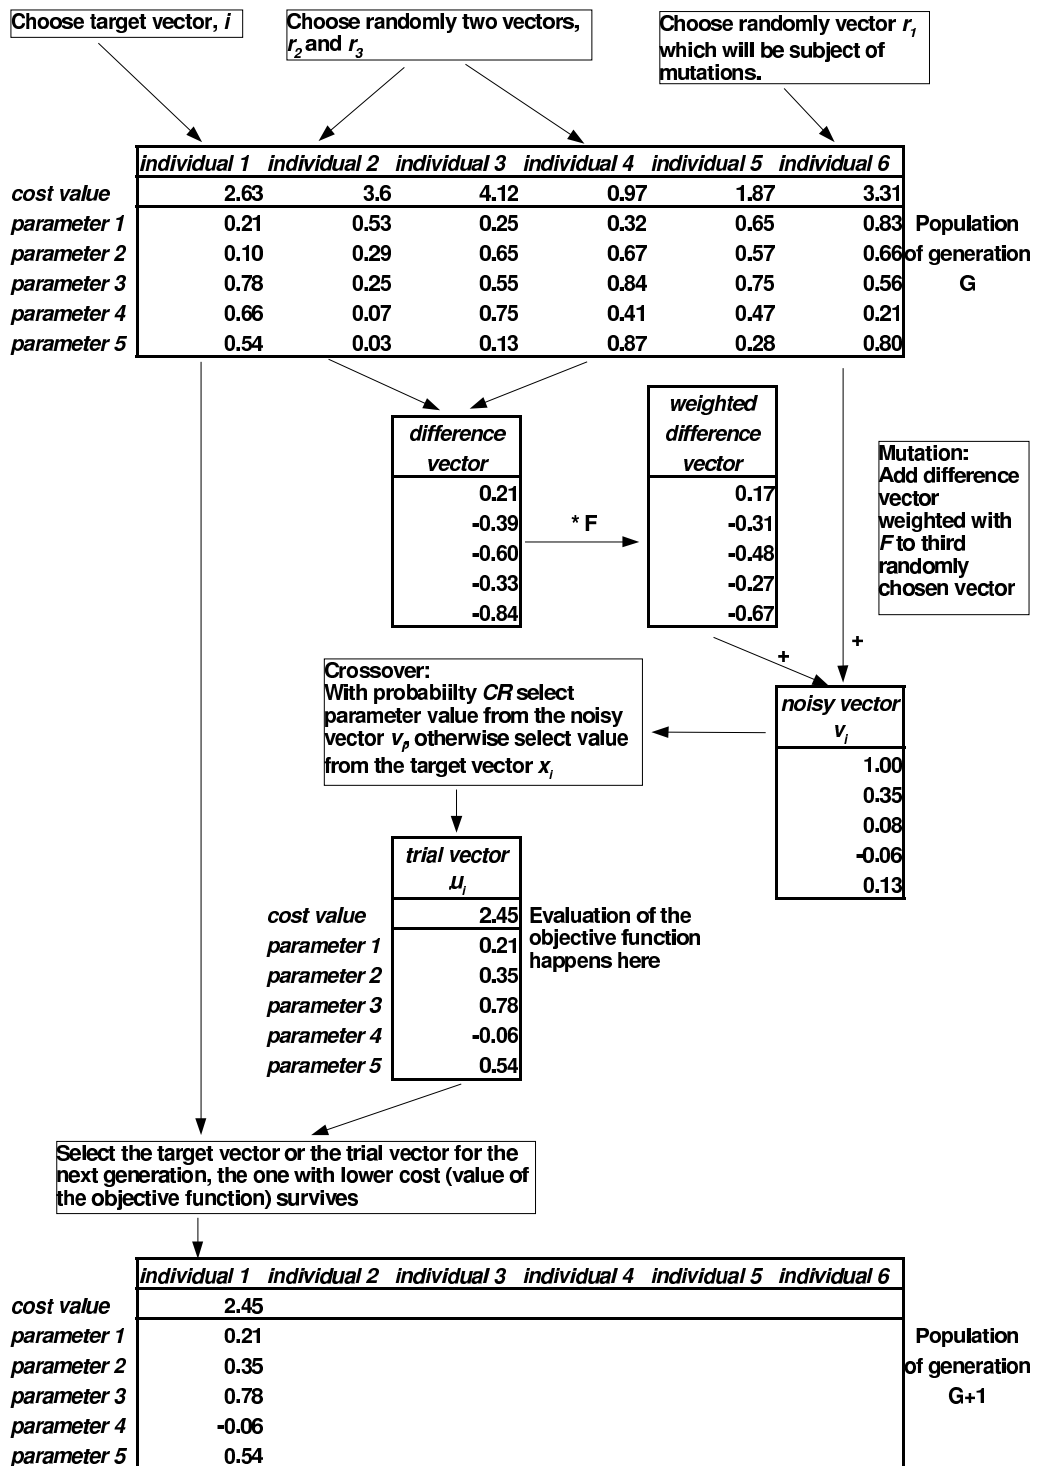 Choose target vector, i
Choose randomly two vectors,
r2 and r3
Choose randomly vector r1
which will be subject of
mutations.
individual 1 individual 2 individual 3 individual 4 individual 5 individual 6
cost value 2.63 3.6 4.12 0.97 1.87 3.31
parameter 1 0.21 0.53 0.25 0.32 0.65 0.83 Population
parameter 2 0.10 0.29 0.65 0.67 0.57 0.66 of generation
parameter 3 0.78 0.25 0.55 0.84 0.75 0.56 G
parameter 4 0.66 0.07 0.75 0.41 0.47 0.21
parameter 5 0.54 0.03 0.13 0.87 0.28 0.80
difference
vector
0.21
-0.39
-0.60
-0.33
-0.84
* F
weighted
difference
vector
0.17
-0.31
-0.48
-0.27
-0.67
Mutation:
Add difference
vector
weighted with
F to third
randomly
chosen vector
+
+
noisy vector
vi
1.00
0.35
0.08
-0.06
0.13
Crossover:
With probabiilty CR select
parameter value from the noisy
vector vi, otherwise select value
from the target vector xi
trial vector
,ui
cost value 2.45
parameter 1 0.21
parameter 2 0.35
parameter 3 0.78
parameter 4 -0.06
parameter 5 0.54
Evaluation of the
objective function
happens here
Select the target vector or the trial vector for the
next generation, the one with lower cost (value of
the objective function) survives
individual 1 individual 2 individual 3 individual 4 individual 5 individual 6
cost value 2.45
parameter 1 0.21 Population
parameter 2 0.35 of generation
parameter 3 0.78 G+1
parameter 4 -0.06
parameter 5 0.54